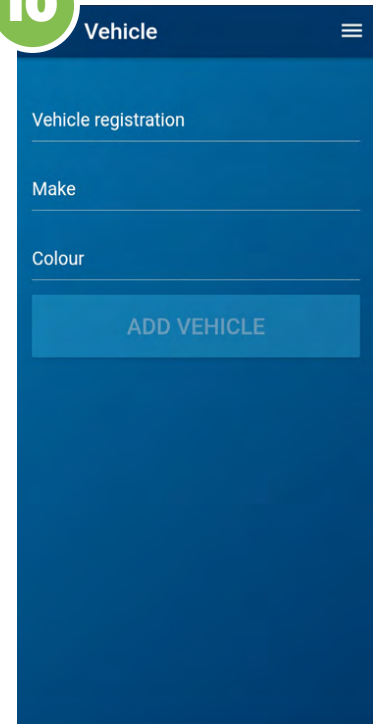 10
Vehicle
Vehicle registration
Make
Colour
ADD VEHICLE